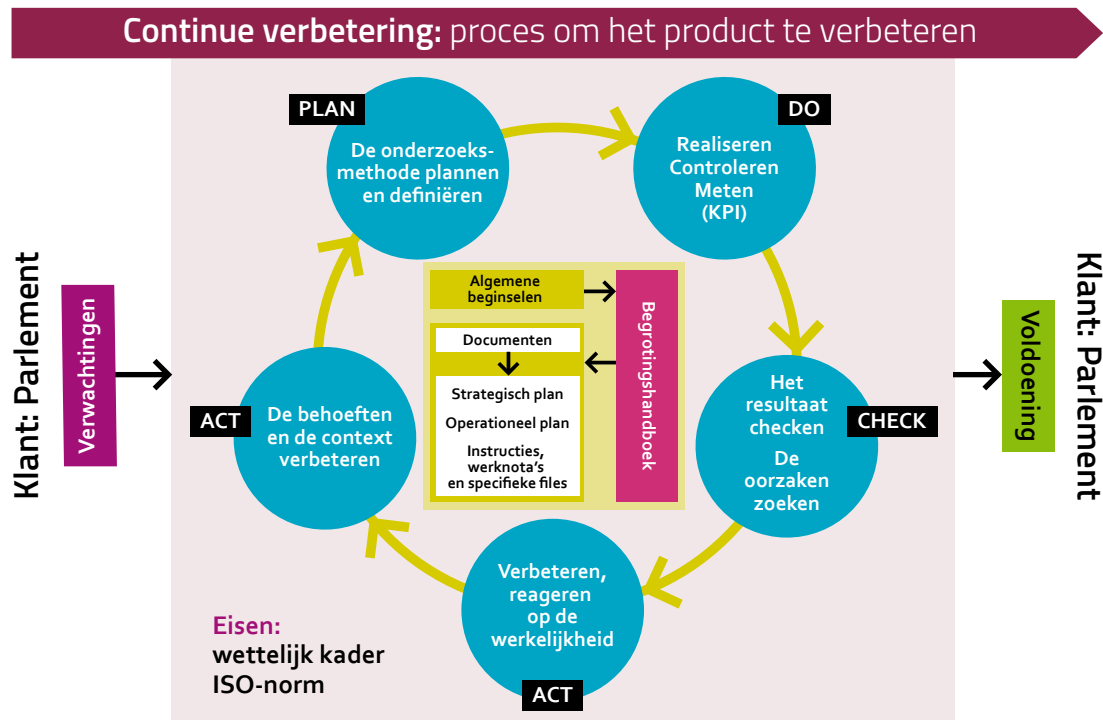 Continue verbetering: proces om het product te verbeteren
PLAN
De onderzoeks-
methode plannen
en definiëren
DO
Realiseren
Controleren
Meten
(KPI)
Klant: Parlement
Verwachtingen
Algemene
beginselen
Documenten
Strategisch plan
Operationeel plan
Instructies,
werknota's
en specifieke files
Begrotingshandboek
Voldoening
Klant: Parlement
ACT
De behoeften
en de context
verbeteren
Het
resultaat
checken
De
oorzaken
zoeken
CHECK
Verbeteren,
reageren
op de
werkelijkheid
ACT
Eisen:
wettelijk kader
ISO-norm